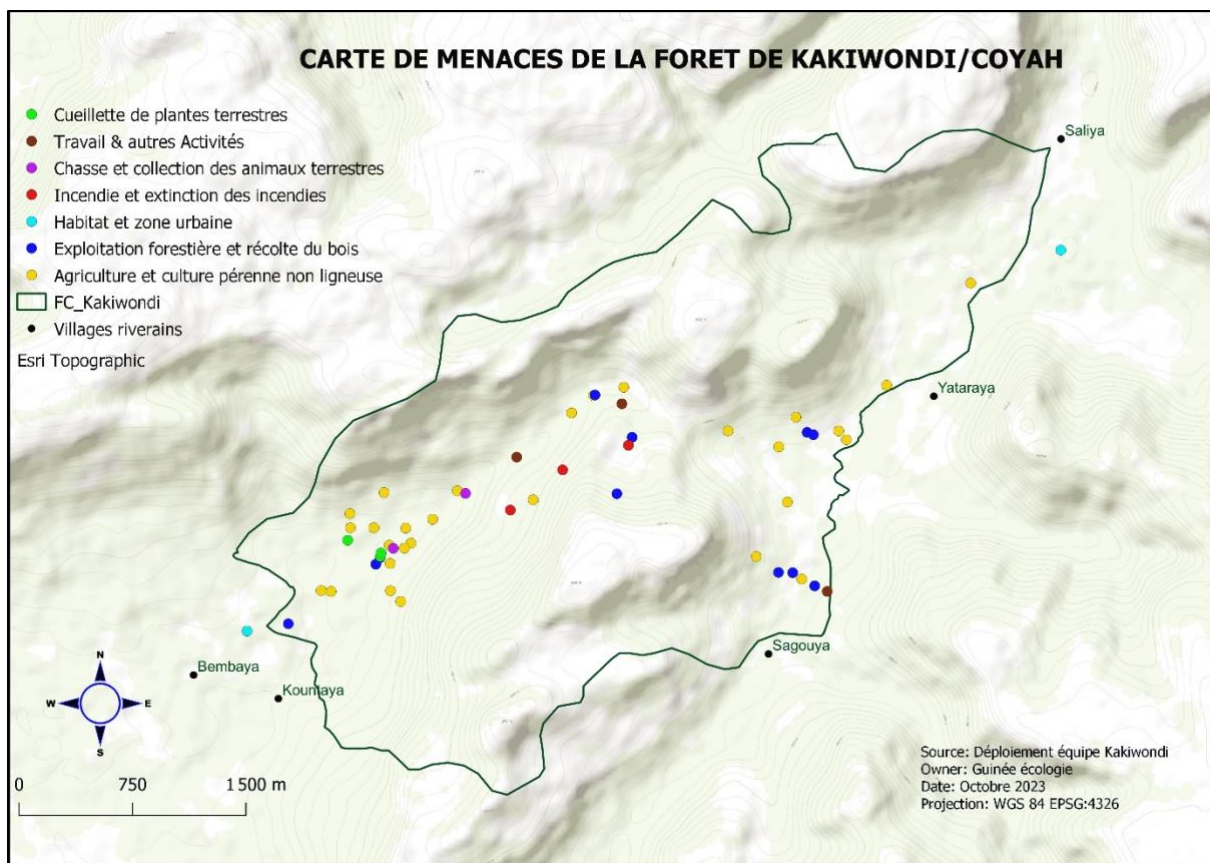 CARTE DE MENACES DE LA FORET DE KAKIWONDI/COYAH
Cueillette de plantes terrestres
Travail & autres Activités
Chasse et collection des animaux terrestres
Incendie et extinction des incendies
Habitat et zone urbaine
Exploitation forestière et récolte du bois
Agriculture et culture pérenne non ligneuse
FC_Kakiwondi
Villages riverains
Esri Topographic
Saliya
Yataraya
Sagouya
Bembaya
Kountaya
N
W E
S
0 750 1 500 m
Source: Déploiement équipe Kakiwondi
Owner: Guinée écologie
Date: Octobre 2023
Projection: WGS 84 EPSG:4326